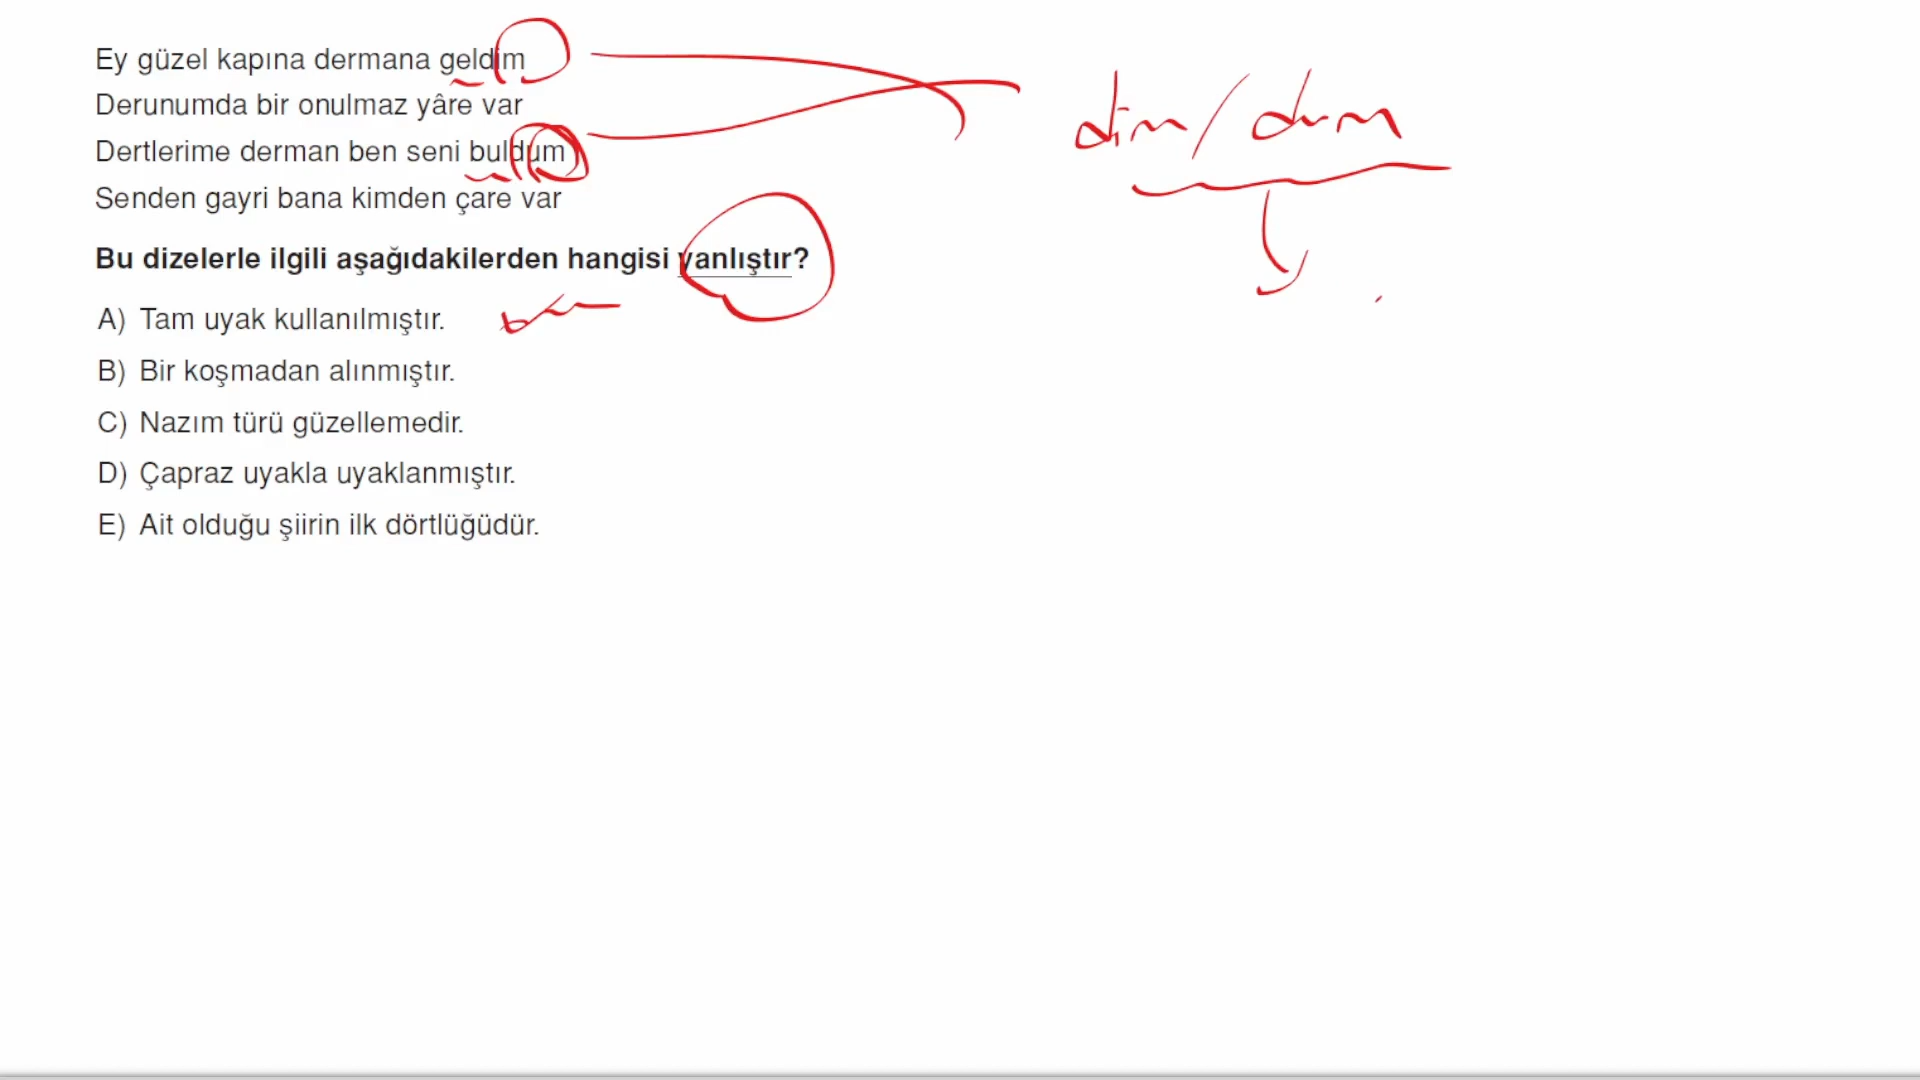 Ey güzel kapına dermana geldim
Derunumda bir onulmaz yâre var
Dertlerime derman ben seni buldum
Senden gayri bana kimden çare var
dim/dum
Bu dizelerle ilgili aşağıdakilerden hangisi yanlıştır?
A) Tam uyak kullanılmıştır.
B) Bir koşmadan alınmıştır.
C) Nazım türü güzellemedir.
D) Çapraz uyakla uyaklanmıştır.
E) Ait olduğu şiirin ilk dörtlüğüdür.